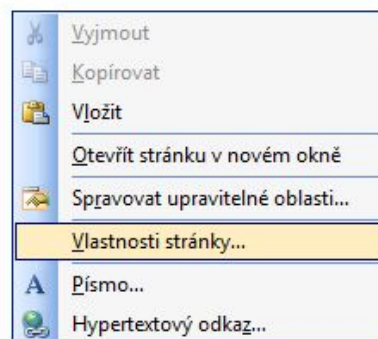 Vyjmout
Kopírovat
Vložit
Otevřít stránku v novém okně
Spravovat upravitelné oblasti...
Vlastnosti stránky...
Písmo...
Hypertextový odkaz...